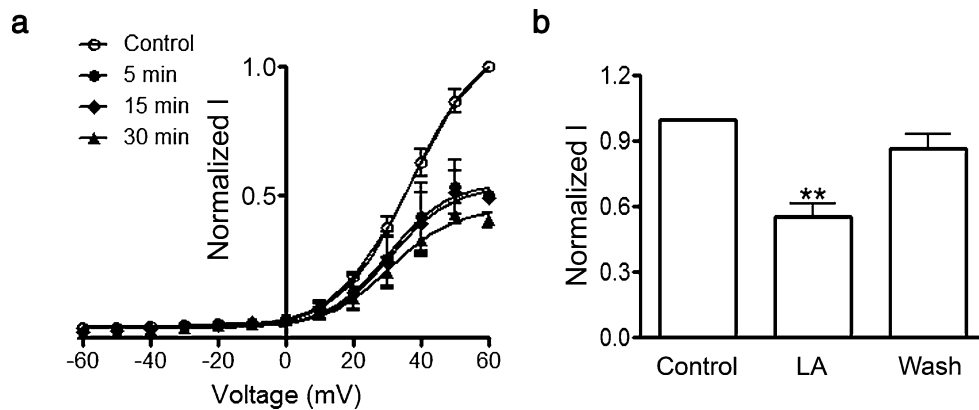 a
Control
5 min
15 min
30 min
Normalized I
1.0
0.5
-60 -40 -20 0 20 40 60
Voltage (mV)
b
Normalized I
1.2
0.9
0.6
0.3
0.0
**
Control LA Wash